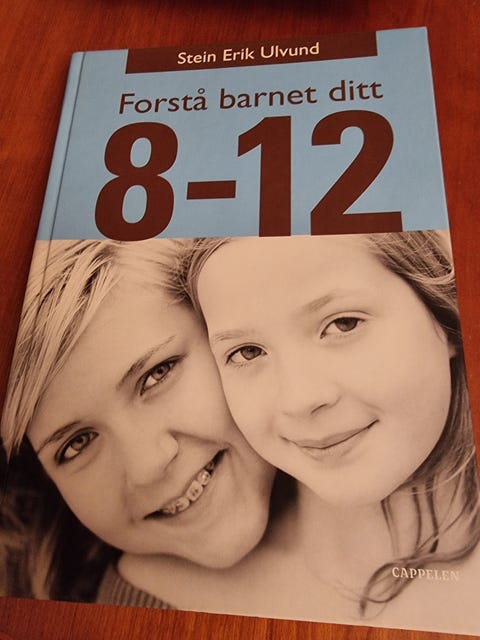 Stein Erik Ulvund
Forstå barnet ditt
8-12
CAPPELEN